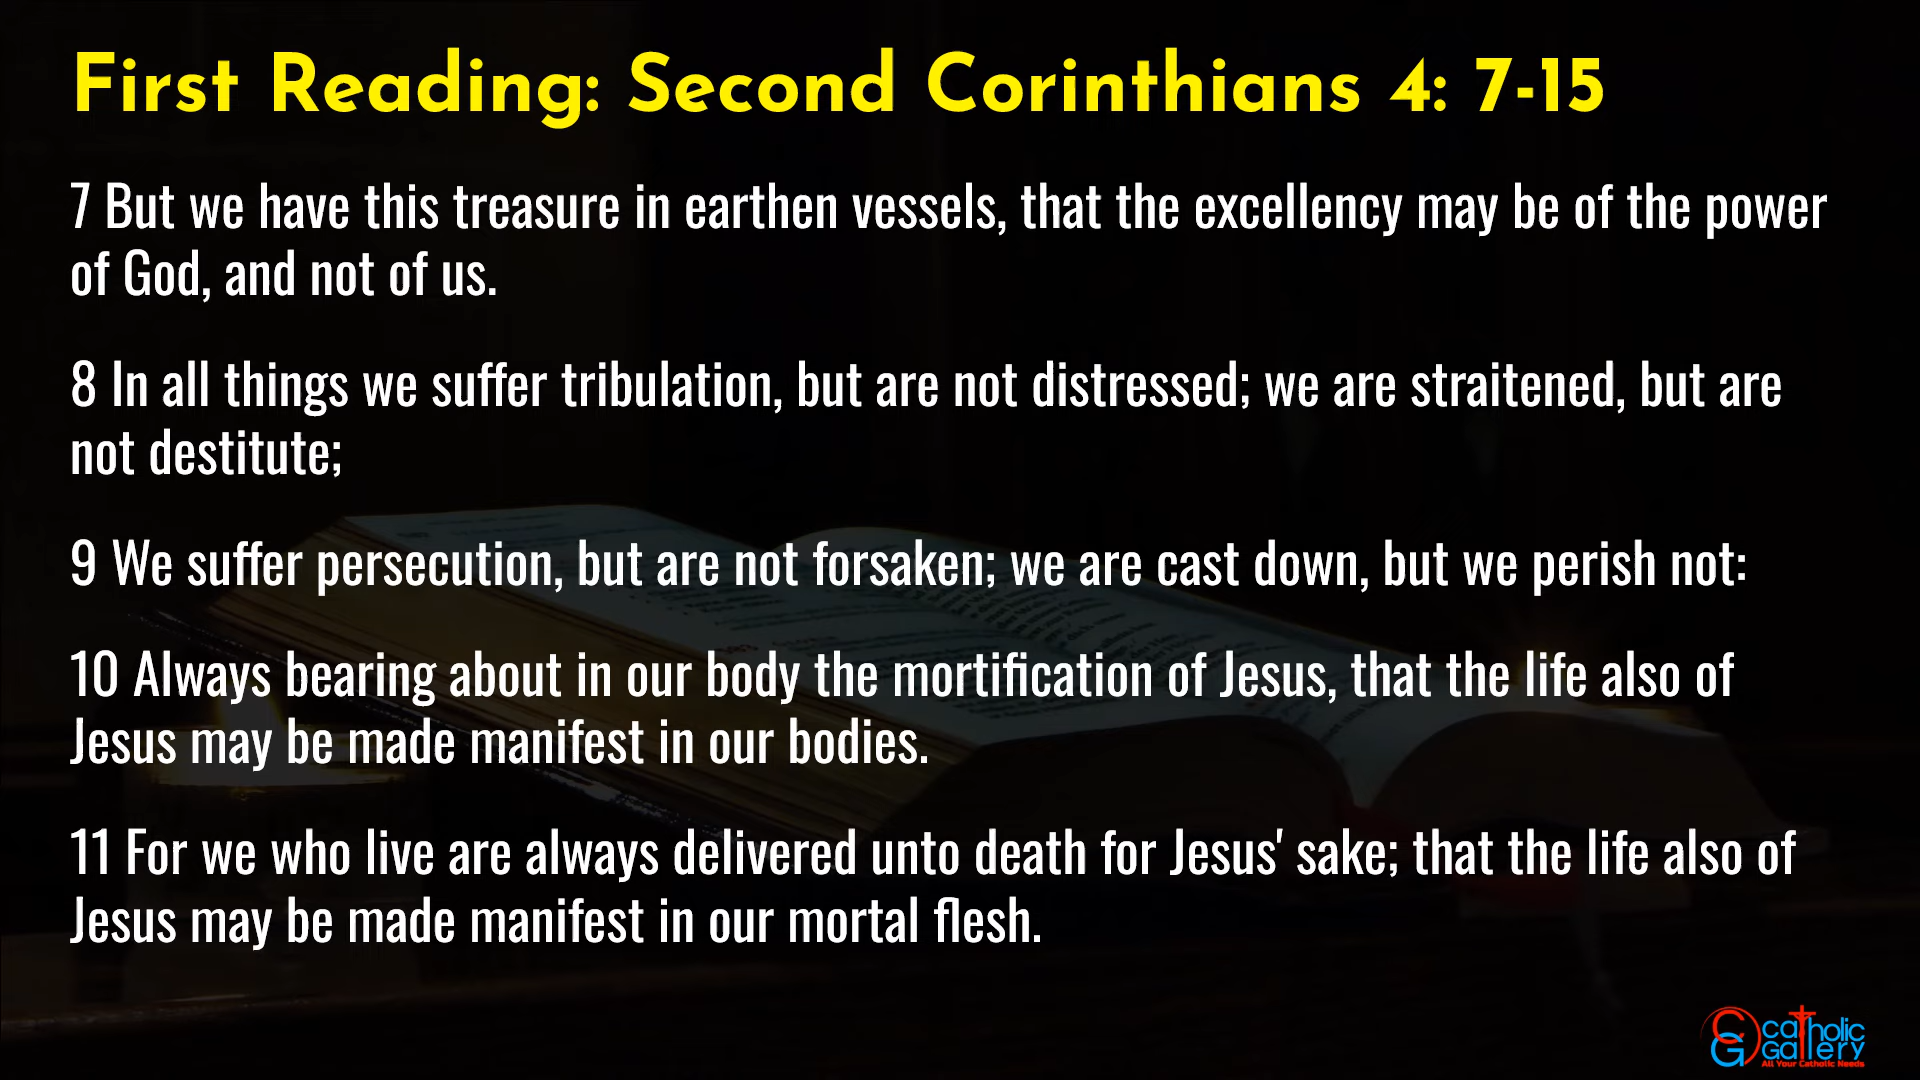 First Reading: Second Corinthians 4: 7-15
7 But we have this treasure in earthen vessels, that the excellency may be of the power
of God, and not of us.
8 In all things we suffer tribulation, but are not distressed; we are straitened, but are
not destitute;
9 We suffer persecution, but are not forsaken; we are cast down, but we perish not:
10 Always bearing about in our body the mortification of Jesus, that the life also of
Jesus may be made manifest in our bodies.
11 For we who live are always delivered unto death for Jesus' sake; that the life also of
Jesus may be made manifest in our mortal flesh.
CG catholic
Gallery
All Your Catholic Needs